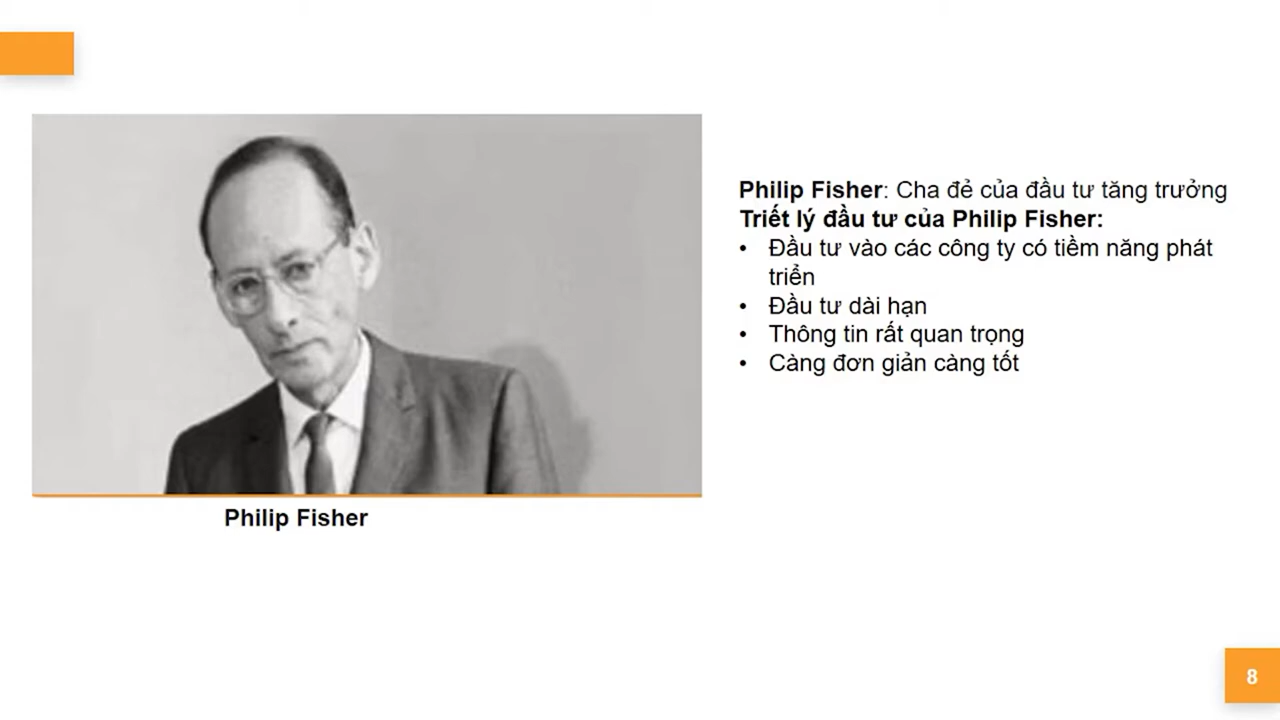 Philip Fisher: Cha đẻ của đầu tư tăng trưởng
Triết lý đầu tư của Philip Fisher:
• Đầu tư vào các công ty có tiềm năng phát
triển
• Đầu tư dài hạn
• Thông tin rất quan trọng
• Càng đơn giản càng tốt
Philip Fisher
8